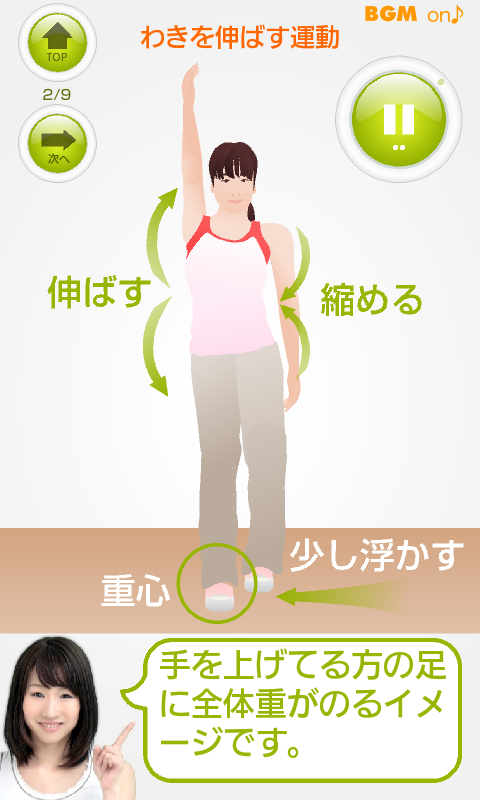 BGM on♪
わきを伸ばす運動
TOP
2/9
次へ
伸ばす
縮める
少し浮かす
重心
手を上げてる方の足
に全体重がのるイメ
ージです。